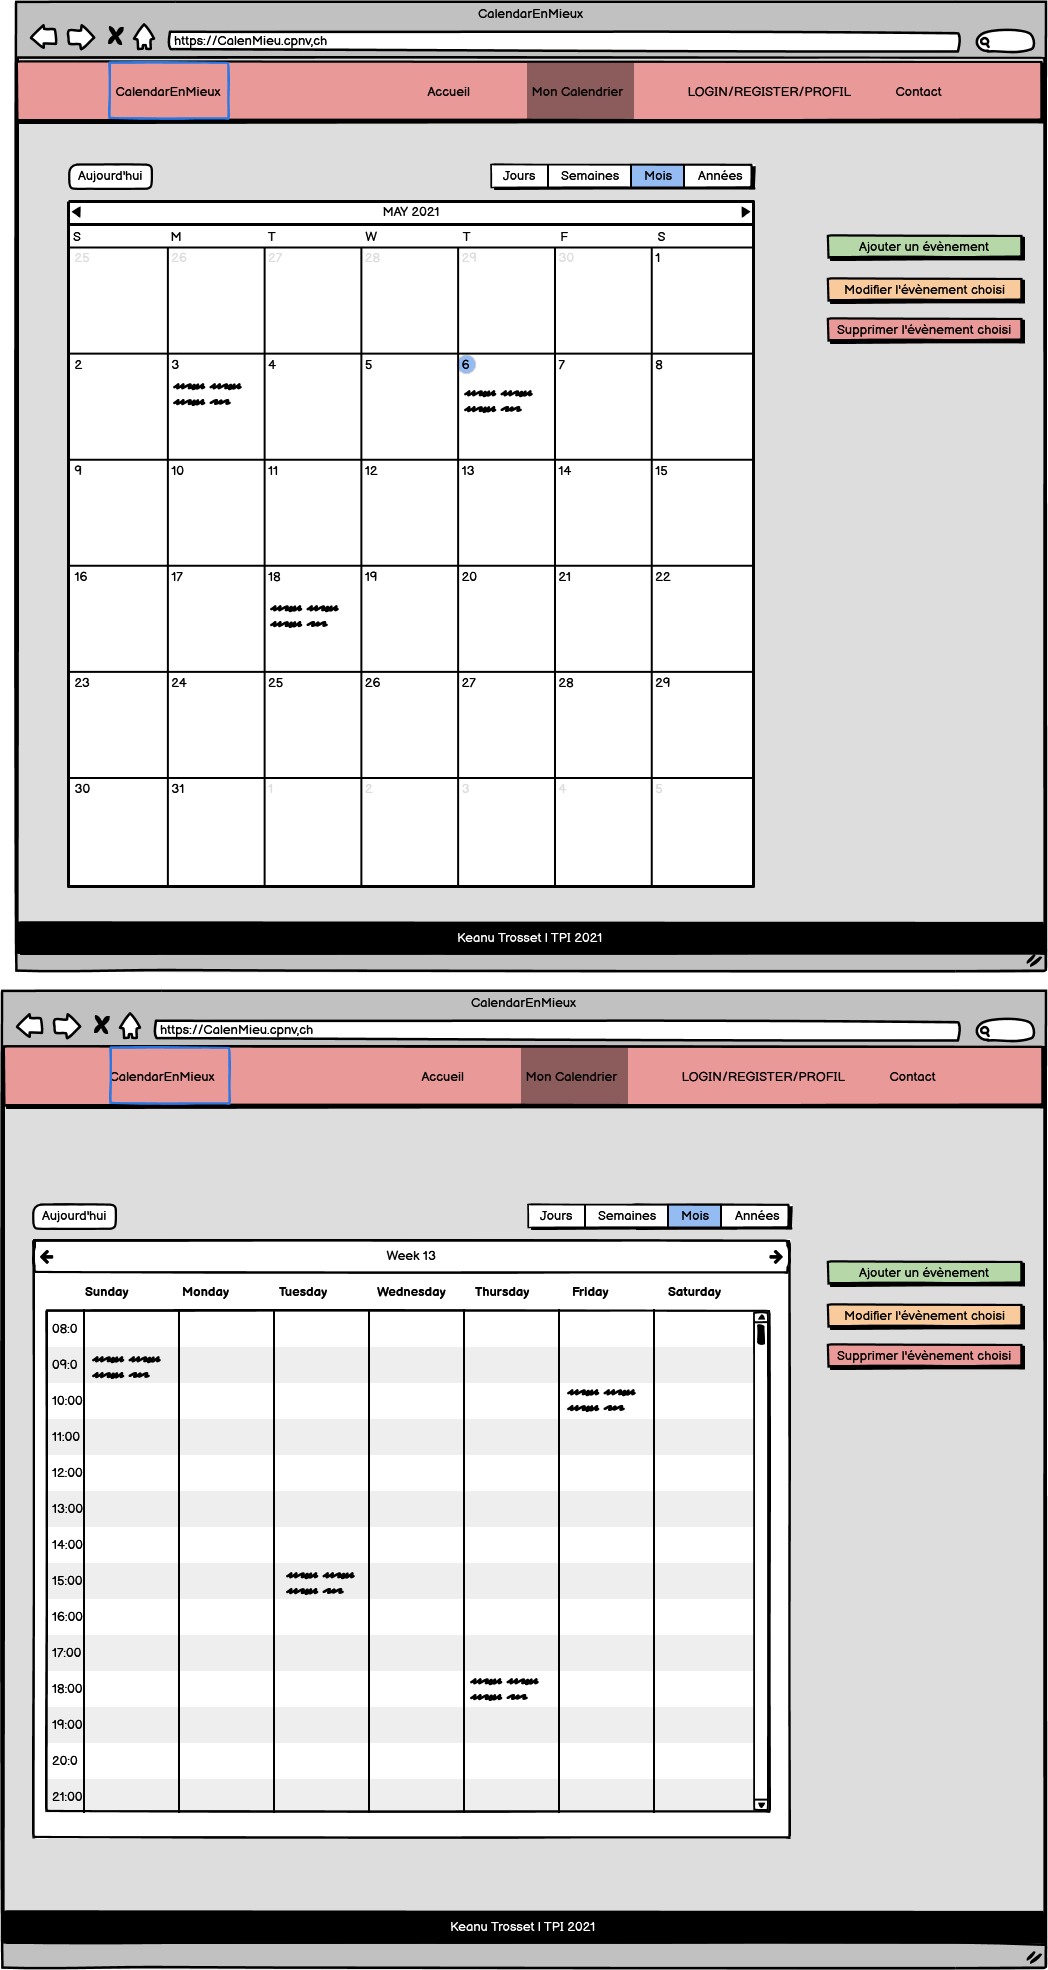 CalendarEnMieux
https://CalenMieu.cpnv,ch
CalendarEnMieux Accueil Mon Calendrier LOGIN/REGISTER/PROFIL Contact
Aujourd'hui Jours Semaines Mois Années
MAY 2021
S M T W T F S
25 26 27 28 29 30 1
Ajouter un évènement
Modifier l'évènement choisi
Supprimer l'évènement choisi
2 3 4 5 6 7 8
9 10 11 12 13 14 15
16 17 18 19 20 21 22
23 24 25 26 27 28 29
30 31 1 2 3 4 5
Keanu Trosset | TPI 2021
CalendarEnMieux
https://CalenMieu.cpnv,ch
CalendarEnMieux Accueil Mon Calendrier LOGIN/REGISTER/PROFIL Contact
Aujourd'hui Jours Semaines Mois Années
Week 13
Ajouter un évènement
Modifier l'évènement choisi
Supprimer l'évènement choisi
Sunday Monday Tuesday Wednesday Thursday Friday Saturday
08:0
09:0
10:00
11:00
12:00
13:00
14:00
15:00
16:00
17:00
18:00
19:00
20:0
21:00
Keanu Trosset | TPI 2021